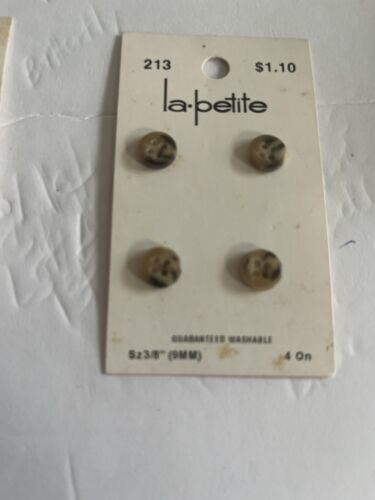 213 $1.10
la·petite
GUARANTEED WASHABLE
Sz 3/8" (9MM) 4 On